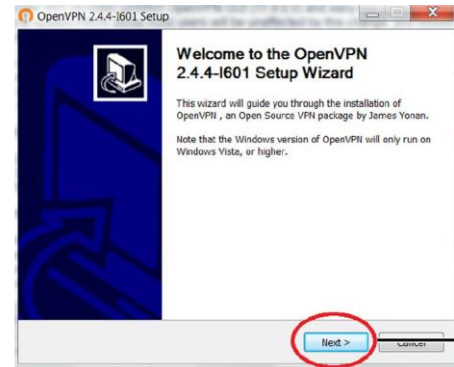 OpenVPN 2.4.4-I601 Setup
Welcome to the OpenVPN
2.4.4-I601 Setup Wizard
This wizard will guide you through the installation of
OpenVPN , an Open Source VPN package by James Yonan.
Note that the Windows version of OpenVPN will only run on
Windows Vista, or higher.
Next > Cancel